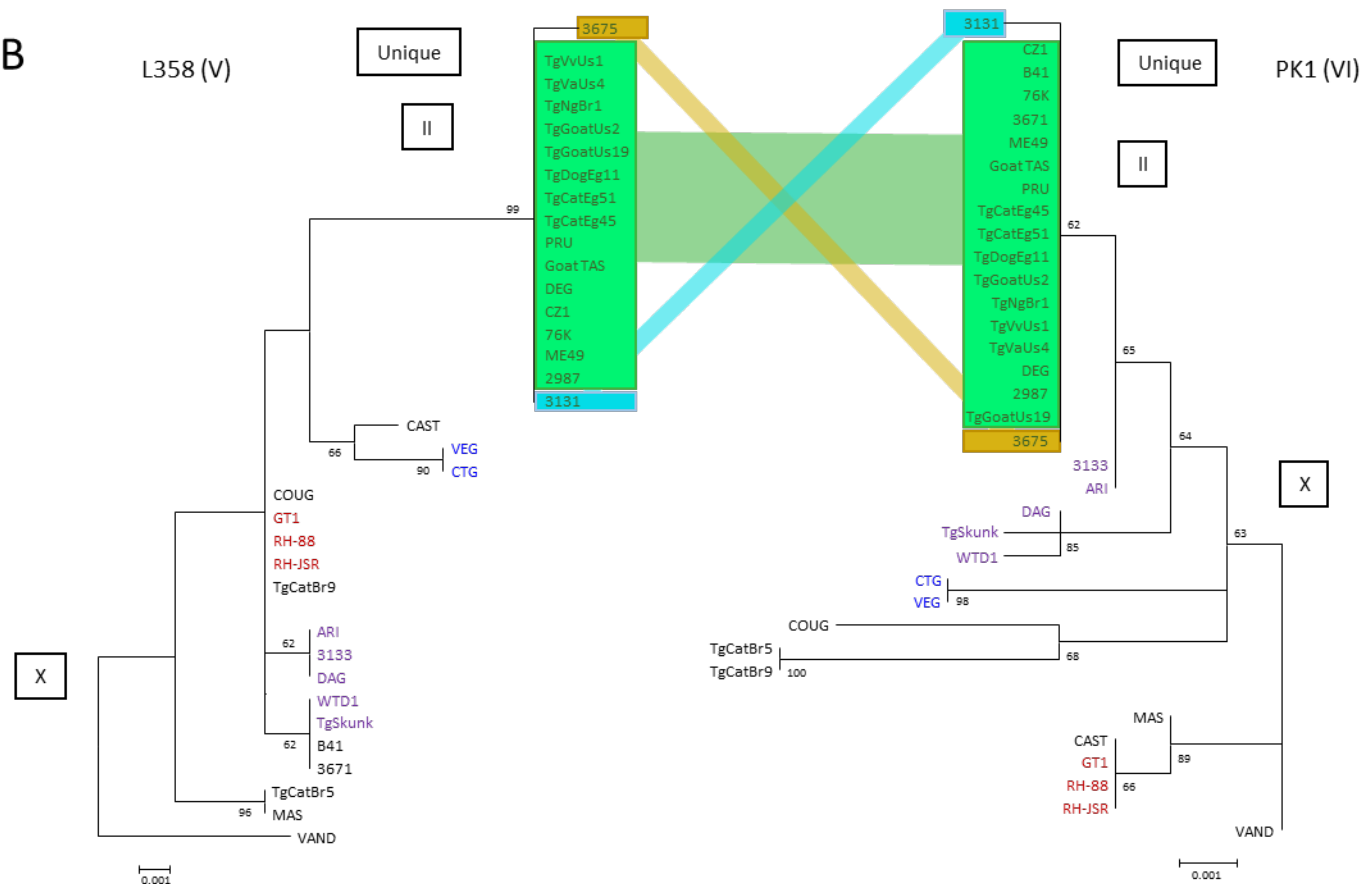 B
L358 (V)
Unique
II
3675
TgVvUs1
TgVaUs4
TgNgBr1
TgGoatUs2
TgGoatUs19
TgDogEg11
TgCatEg51
TgCatEg45
PRU
Goat TAS
DEG
CZ1
76K
ME49
2987
3131
99
CAST
66
VEG
90
CTG
COUG
GT1
RH-88
RH-JSR
TgCatBr9
ARI
62
3133
DAG
WTD1
TgSkunk
62
B41
3671
X
TgCatBr5
96
MAS
VAND
0.001
3131
Unique
PK1 (VI)
II
CZ1
B41
76K
3671
ME49
Goat TAS
PRU
TgCatEg45
TgCatEg51
TgDogEg11
TgGoatUs2
TgNgBr1
TgVvUs1
TgVaUs4
DEG
2987
TgGoatUs19
3675
62
65
64
3133
ARI
X
DAG
TgSkunk
63
WTD1
85
CTG
VEG
98
COUG
TgCatBr5
68
TgCatBr9
100
MAS
CAST
GT1
89
RH-88
66
RH-JSR
VAND
0.001